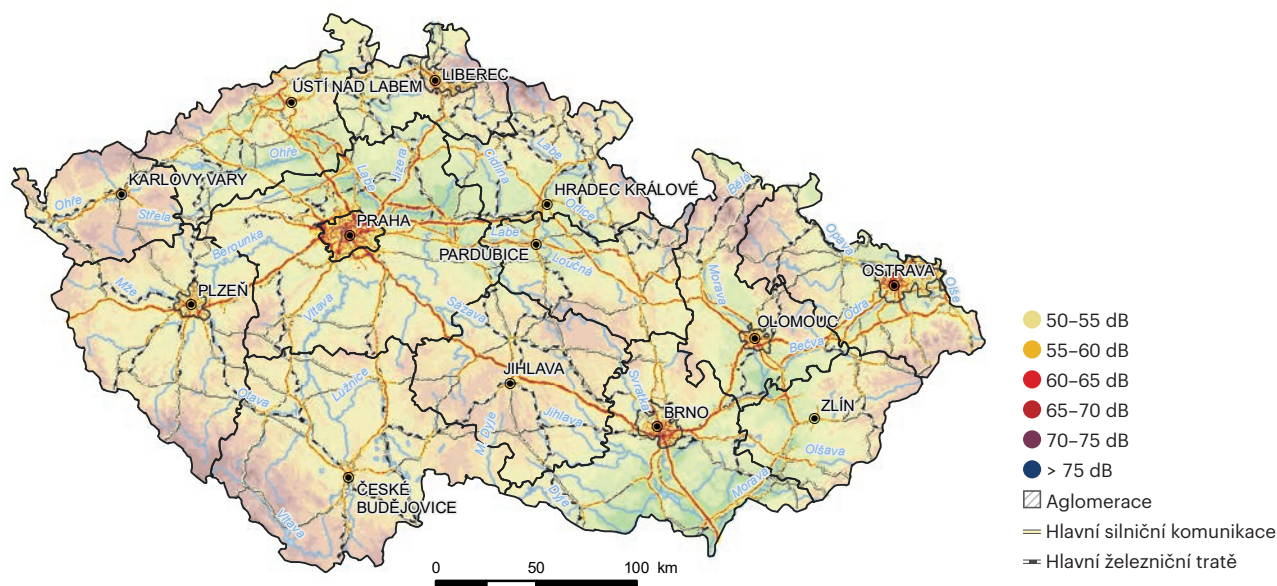 LIBEREC
ÚSTÍ NAD LABEM
Ohře
Labe
Jizera
Cidlina
Labe
KARLOVY VARY
HRADEC KRÁLOVÉ
Bělá
Ohře
Střela
Orlice
PRAHA
Opava
Berounka
Labe
PARDUBICE
Loučná
OSTRAVA
Olše
Mže
PLZEŇ
Morava
Vltava
Sázava
Odra
OLOMOUC
Bečva
50–55 dB
55–60 dB
60–65 dB
65–70 dB
70–75 dB
> 75 dB
Aglomerace
Hlavní silniční komunikace
Hlavní železniční tratě
JIHLAVA
Lužnice
Svratka
Otava
ZLÍN
BRNO
Jihlava
M. Dyje
Olšava
Morava
Dyje
ČESKÉ
BUDĚJOVICE
Vltava
0 50 100 km